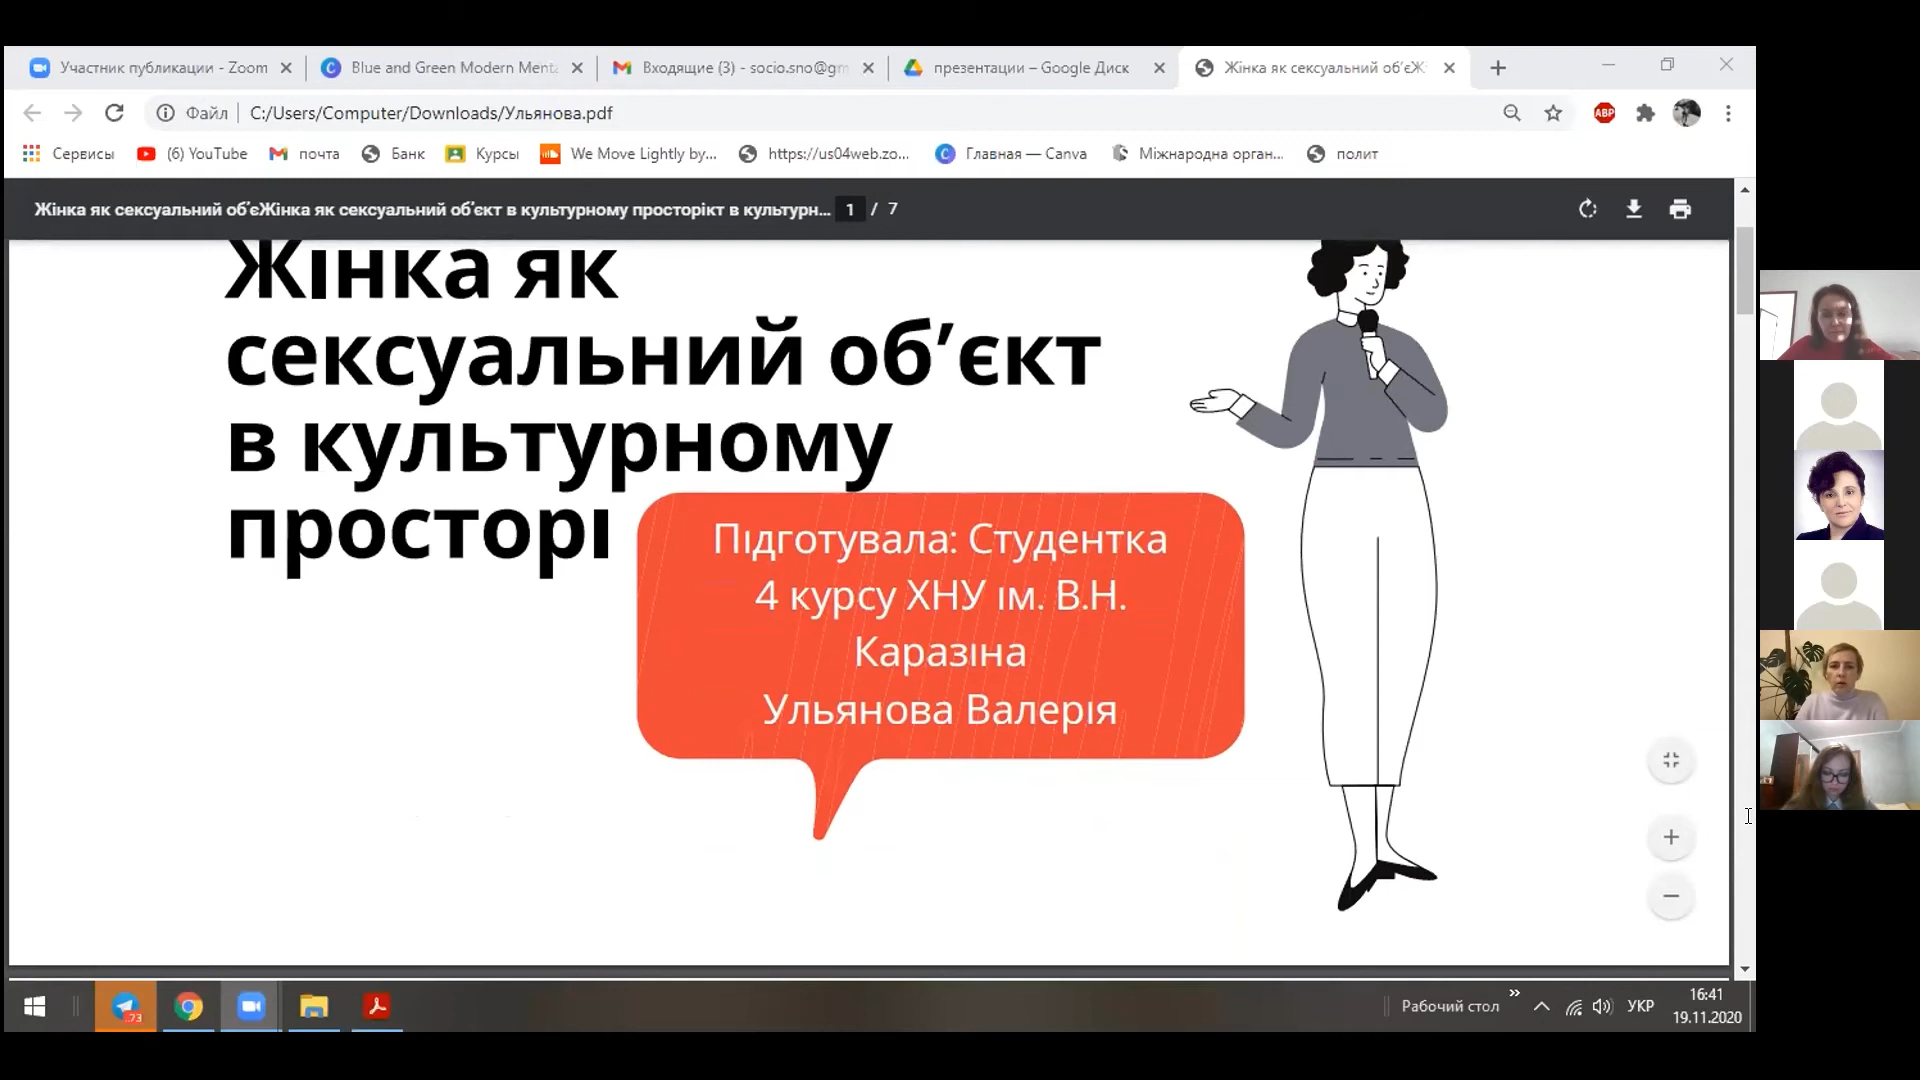 Участник публикации - Zoom
Blue and Green Modern Menta
Входящие (3) - socio.sno@gm
презентации – Google Диск
Жінка як сексуальний об'єЖ
Файл
C:/Users/Computer/Downloads/Ульянова.pdf
ABP
Сервисы
(6) YouTube
почта
Банк
Курсы
We Move Lightly by...
https://us04web.zo...
Главная — Canva
Міжнародна орган...
полит
Жінка як сексуальний об'єЖінка як сексуальний об'єкт в культурному просторікт в культурн... 1 / 7
Жінка як
сексуальний об’єкт
в культурному
просторі
Підготувала: Студентка
4 курсу ХНУ ім. В.Н.
Каразіна
Ульянова Валерія
..73
Рабочий стол
УКР
16:41
19.11.2020